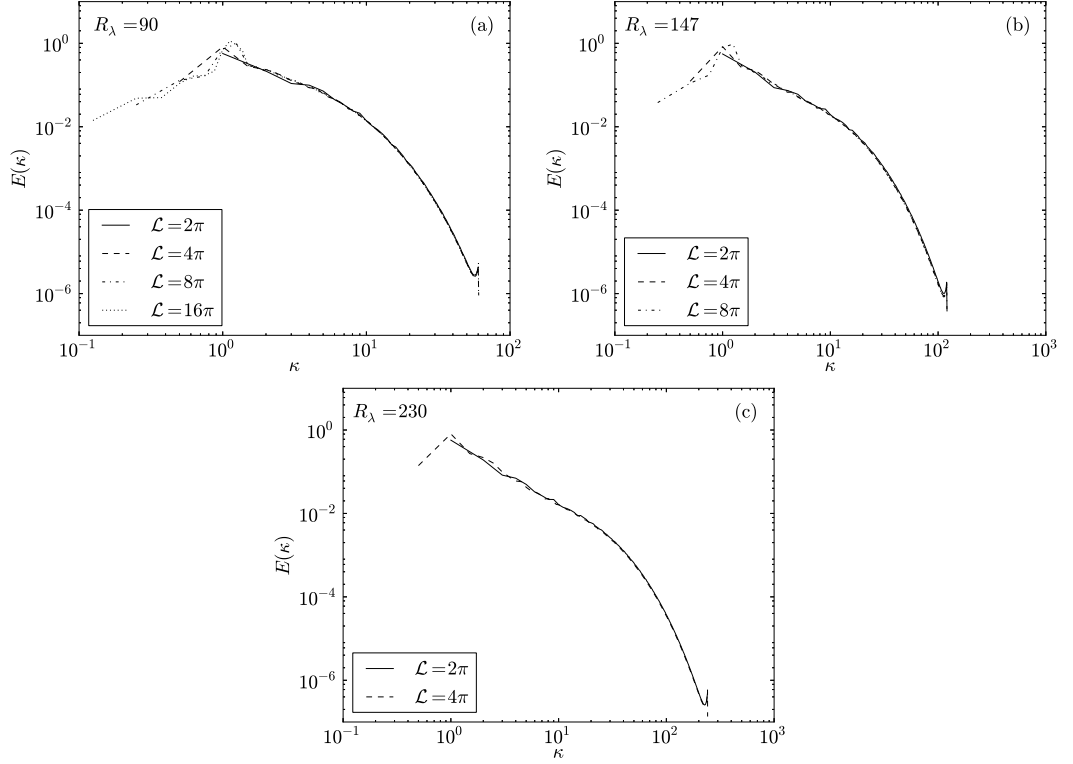 R_λ = 90
(a)
10^0
10^-2
10^-4
10^-6
E(κ)
ℒ = 2π
ℒ = 4π
ℒ = 8π
ℒ = 16π
10^-1
10^0
10^1
10^2
κ
R_λ = 147
(b)
10^0
10^-2
10^-4
10^-6
E(κ)
ℒ = 2π
ℒ = 4π
ℒ = 8π
10^-1
10^0
10^1
10^2
10^3
κ
R_λ = 230
(c)
10^0
10^-2
10^-4
10^-6
E(κ)
ℒ = 2π
ℒ = 4π
10^-1
10^0
10^1
10^2
10^3
κ